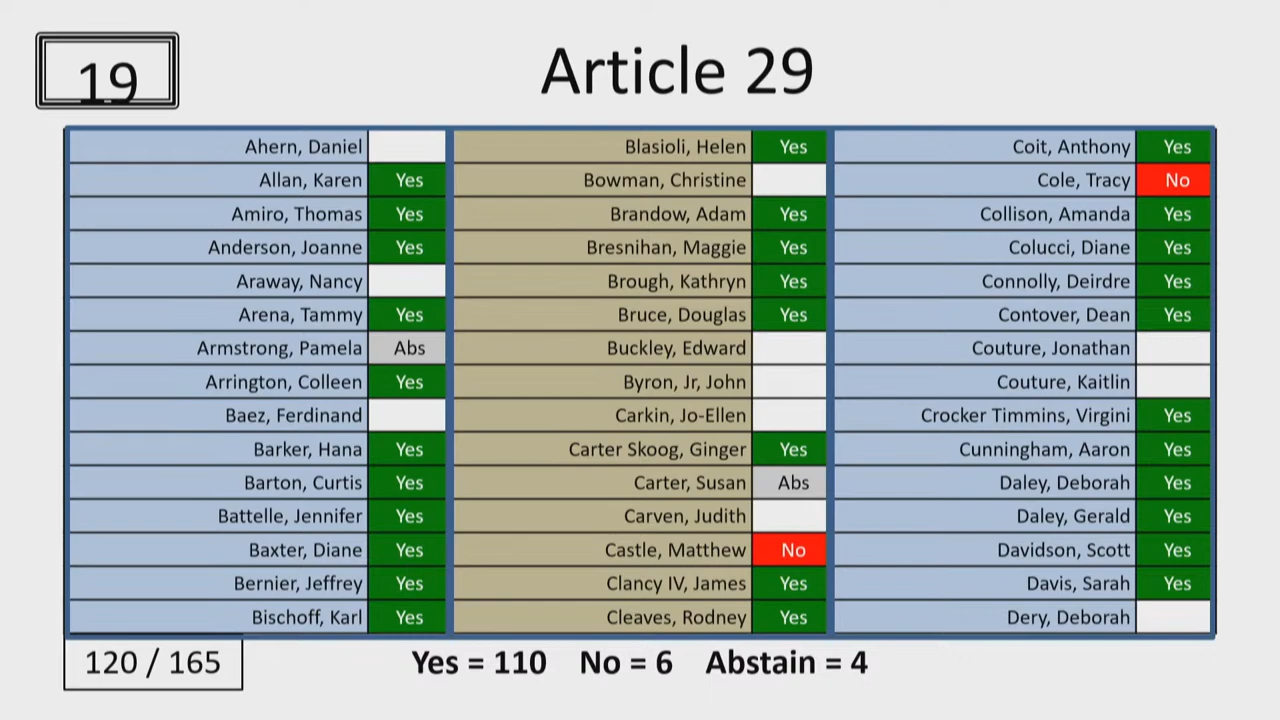 19
Article 29
Ahern, Daniel
Allan, Karen Yes
Amiro, Thomas Yes
Anderson, Joanne Yes
Araway, Nancy
Arena, Tammy Yes
Armstrong, Pamela Abs
Arrington, Colleen Yes
Baez, Ferdinand
Barker, Hana Yes
Barton, Curtis Yes
Battelle, Jennifer Yes
Baxter, Diane Yes
Bernier, Jeffrey Yes
Bischoff, Karl Yes
Blasioli, Helen Yes
Bowman, Christine
Brandow, Adam Yes
Bresnihan, Maggie Yes
Brough, Kathryn Yes
Bruce, Douglas Yes
Buckley, Edward
Byron, Jr, John
Carkin, Jo-Ellen
Carter Skoog, Ginger Yes
Carter, Susan Abs
Carven, Judith
Castle, Matthew No
Clancy IV, James Yes
Cleaves, Rodney Yes
Coit, Anthony Yes
Cole, Tracy No
Collison, Amanda Yes
Colucci, Diane Yes
Connolly, Deirdre Yes
Contover, Dean Yes
Couture, Jonathan
Couture, Kaitlin
Crocker Timmins, Virgini Yes
Cunningham, Aaron Yes
Daley, Deborah Yes
Daley, Gerald Yes
Davidson, Scott Yes
Davis, Sarah Yes
Dery, Deborah
120 / 165
Yes = 110 No = 6 Abstain = 4